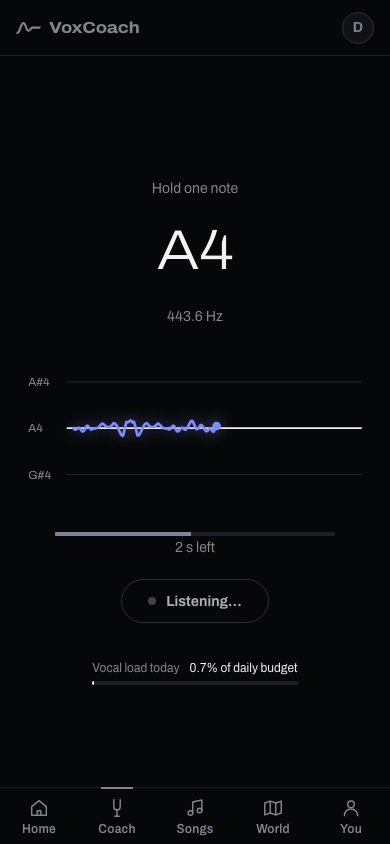 VoxCoach
D
Hold one note
A4
443.6 Hz
A#4
A4
G#4
2 s left
Listening...
Vocal load today 0.7% of daily budget
Home Coach Songs World You